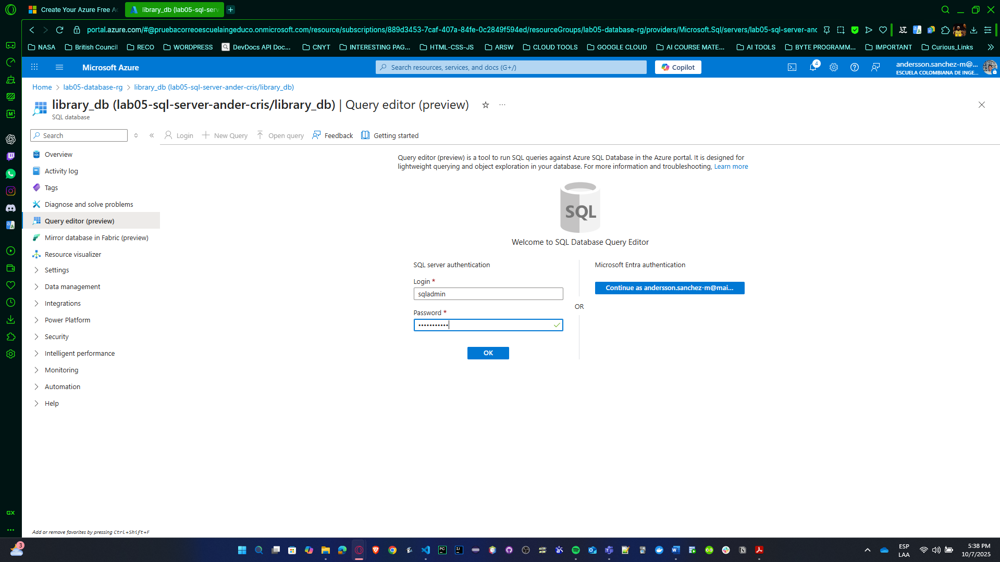 Create Your Azure Free Ac
library_db (lab05-sql-serv
portal.azure.com/#@pruebacorreoescuelaingeduco.onmicrosoft.com/resource/subscriptions/889d3453-7caf-407a-84fe-0c2849f594ed/resourceGroups/lab05-database-rg/providers/Microsoft.Sql/servers/lab05-sql-server-anc
NASA
British Council
RECO
WORDPRESS
DevDocs API Doc...
CNYT
INTERESTING PAG...
HTML-CSS-JS
ARSW
CLOUD TOOLS
GOOGLE CLOUD
AI COURSE MATE...
AI TOOLS
BYTE PROGRAMM...
IMPORTANT
Curious_Links
Microsoft Azure
Search resources, services, and docs (G+/)
Copilot
4
andersson.sanchez-m@...
ESCUELA COLOMBIANA DE INGE...
Home > lab05-database-rg > library_db (lab05-sql-server-ander-cris/library_db)
library_db (lab05-sql-server-ander-cris/library_db) | Query editor (preview)
SQL database
Search
Login
New Query
Open query
Feedback
Getting started
Overview
Activity log
Tags
Diagnose and solve problems
Query editor (preview)
Mirror database in Fabric (preview)
Resource visualizer
Settings
Data management
Integrations
Power Platform
Security
Intelligent performance
Monitoring
Automation
Help
Query editor (preview) is a tool to run SQL queries against Azure SQL Database in the Azure portal. It is designed for
lightweight querying and object exploration in your database. For more information and troubleshooting, Learn more
SQL
Welcome to SQL Database Query Editor
SQL server authentication
Login *
sqladmin
Password *
•••••••••••
OK
OR
Microsoft Entra authentication
Continue as andersson.sanchez-m@mai...
GX
Add or remove favorites by pressing Ctrl+Shift+F
3
ESP
LAA
5:38 PM
10/7/2025